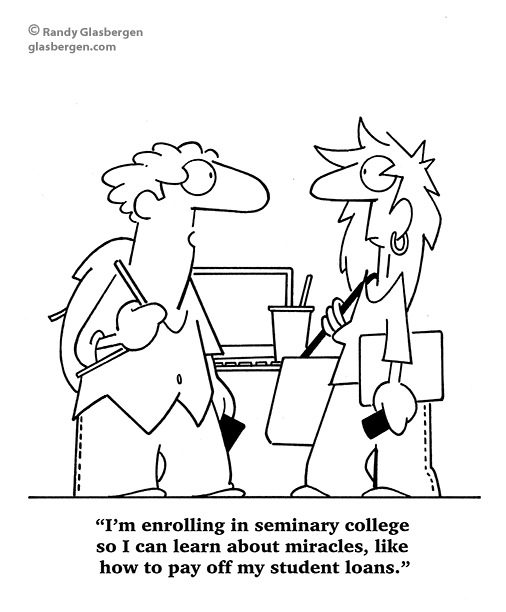 © Randy Glasbergen
glasbergen.com
“I’m enrolling in seminary college
so I can learn about miracles, like
how to pay off my student loans.”